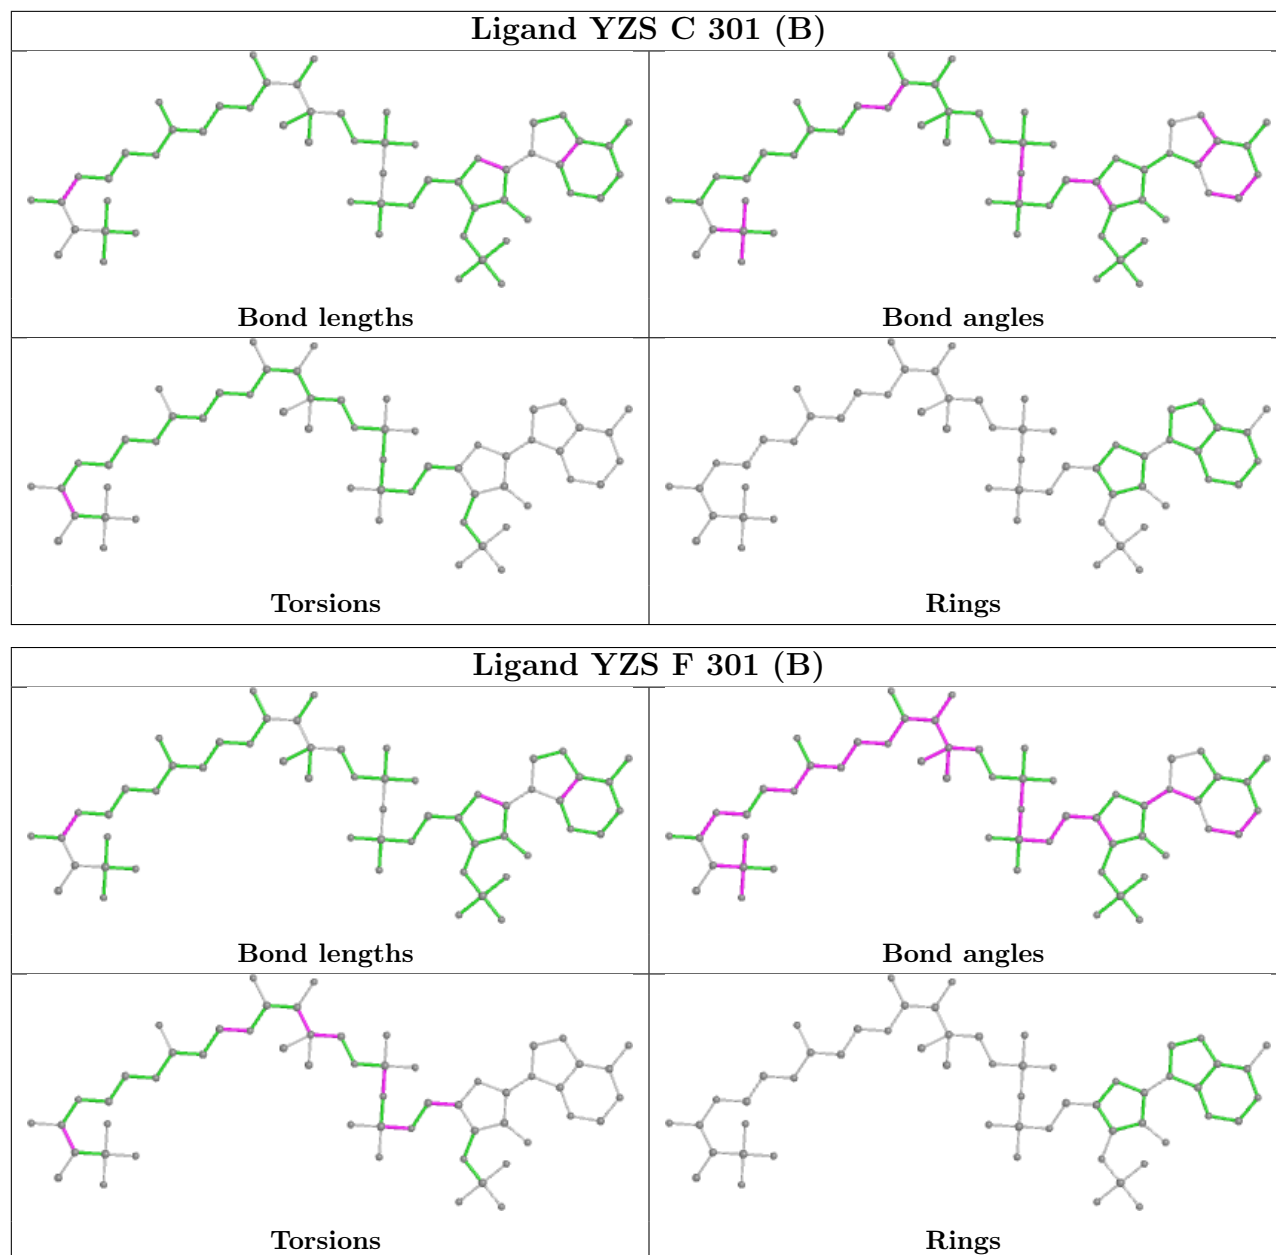 Ligand YZS C 301 (B)
Bond lengths
Bond angles
Torsions
Rings
Ligand YZS F 301 (B)
Bond lengths
Bond angles
Torsions
Rings